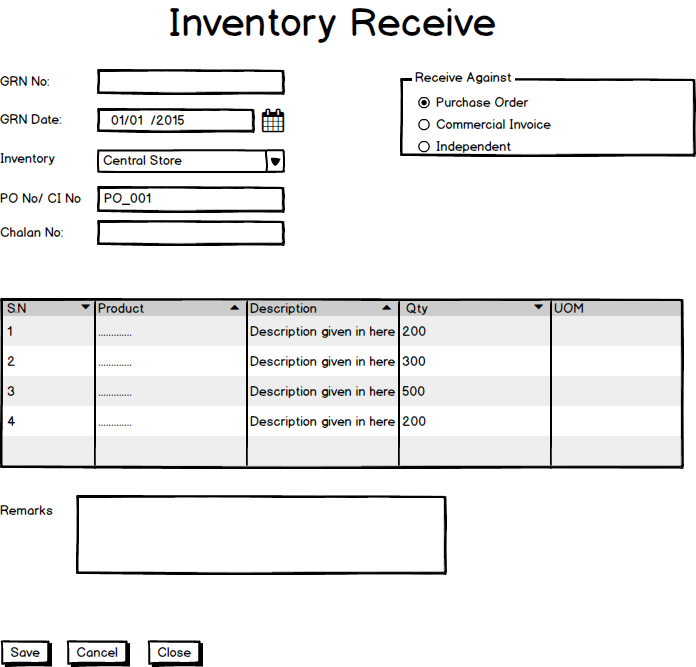 Inventory Receive
GRN No:
GRN Date: 01/01 /2015
Inventory Central Store
PO No/ CI No PO_001
Chalan No:
Receive Against
Purchase Order
Commercial Invoice
Independent
S.N Product Description Qty UOM
1 ............. Description given in here 200
2 ............. Description given in here 300
3 ............. Description given in here 500
4 ............. Description given in here 200
Remarks
Save Cancel Close